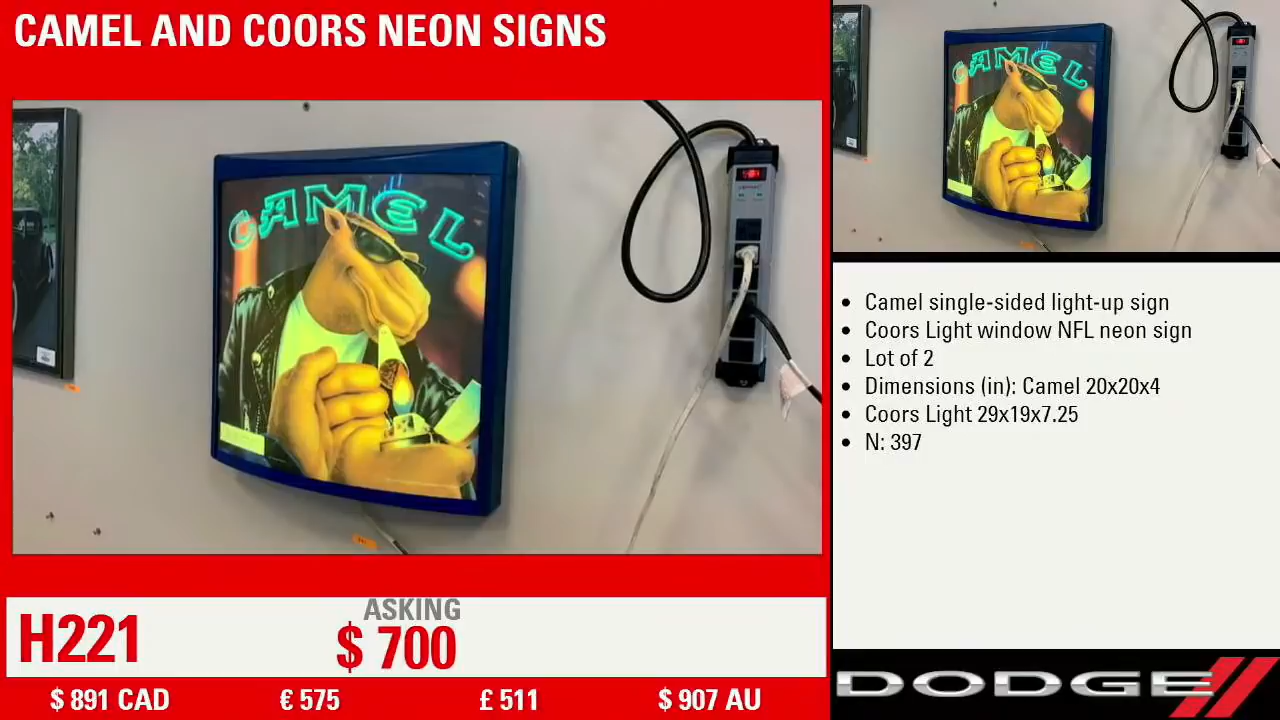 CAMEL AND COORS NEON SIGNS
CAMEL
CAMEL
• Camel single-sided light-up sign
• Coors Light window NFL neon sign
• Lot of 2
• Dimensions (in): Camel 20x20x4
• Coors Light 29x19x7.25
• N: 397
H221
ASKING
$ 700
$ 891 CAD
€ 575
£ 511
$ 907 AU
DODGE